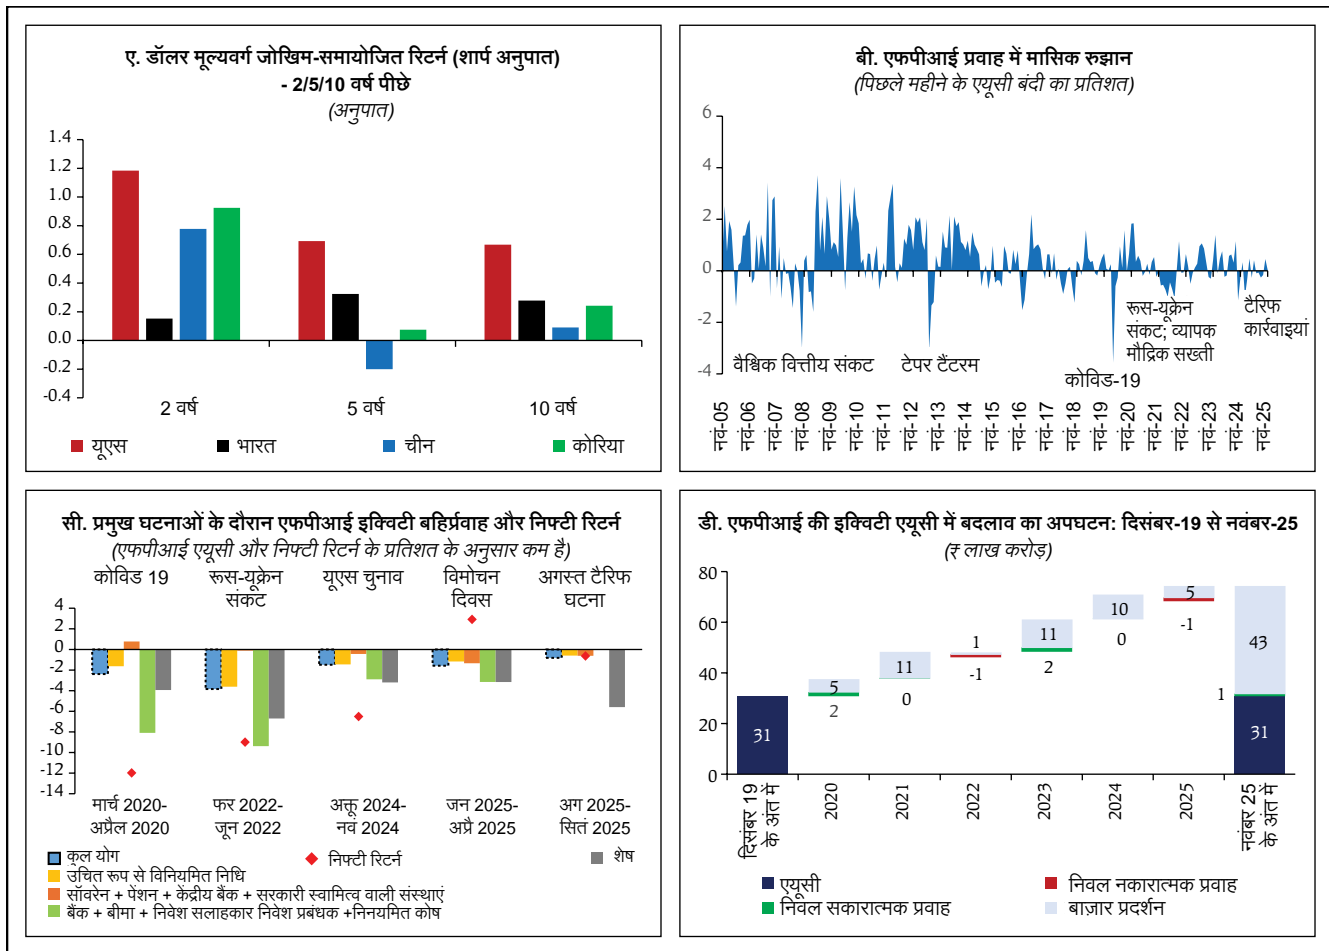 ए. डॉलर मूल्यवर्ग जोखिम-समायोजित रिटर्न (शार्प अनुपात)
- 2/5/10 वर्ष पीछे
(अनुपात)
1.4
1.2
1.0
0.8
0.6
0.4
0.2
0.0
-0.2
-0.4
2 वर्ष
5 वर्ष
10 वर्ष
यूएस
भारत
चीन
कोरिया
बी. एफपीआई प्रवाह में मासिक रुझान
(पिछले महीने के एयूसी बंदी का प्रतिशत)
6
4
2
0
-2
-4
वैश्विक वित्तीय संकट
टेपर टैंटरम
कोविड-19
रूस-यूक्रेन
संकट; व्यापक
मौद्रिक सख्ती
टैरिफ
कार्रवाइयां
नवं-05
नवं-06
नवं-07
नवं-08
नवं-09
नवं-10
नवं-11
नवं-12
नवं-13
नवं-14
नवं-15
नवं-16
नवं-17
नवं-18
नवं-19
नवं-20
नवं-21
नवं-22
नवं-23
नवं-24
नवं-25
सी. प्रमुख घटनाओं के दौरान एफपीआई इक्विटी बहिर्प्रवाह और निफ्टी रिटर्न
(एफपीआई एयूसी और निफ्टी रिटर्न के प्रतिशत के अनुसार कम है)
कोविड 19
रूस-यूक्रेन
संकट
यूएस चुनाव
विमोचन
दिवस
अगस्त टैरिफ
घटना
4
2
0
-2
-4
-6
-8
-10
-12
-14
मार्च 2020-
अप्रैल 2020
फर 2022-
जून 2022
अक्तू 2024-
नवं 2024
जन 2025-
अप्रै 2025
अग 2025-
सितं 2025
कुल योग
निफ्टी रिटर्न
शेष
उचित रूप से विनियमित निधि
सॉवरेन + पेंशन + केंद्रीय बैंक + सरकारी स्वामित्व वाली संस्थाएं
बैंक + बीमा + निवेश सलाहकार निवेश प्रबंधक +निनयमित कोष
डी. एफपीआई की इक्विटी एयूसी में बदलाव का अपघटन: दिसंबर-19 से नवंबर-25
(₹ लाख करोड़)
80
60
40
20
0
31
5
2
11
0
1
-1
11
2
10
0
5
-1
43
1
31
दिसंबर 19
के अंत में
2020
2021
2022
2023
2024
2025
नवंबर 25
के अंत में
एयूसी
निवल नकारात्मक प्रवाह
निवल सकारात्मक प्रवाह
बाज़ार प्रदर्शन